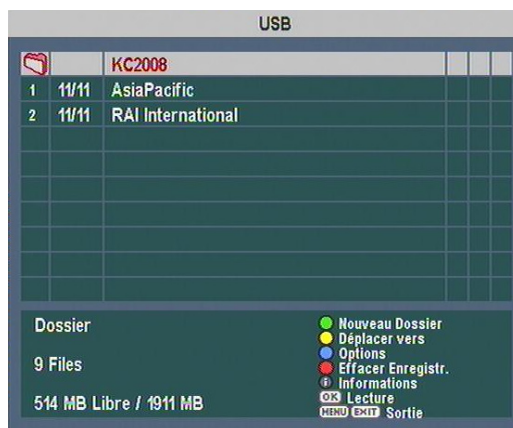 USB
KC2008
1 11/11 AsiaPacific
2 11/11 RAI International
Dossier
9 Files
514 MB Libre / 1911 MB
Nouveau Dossier
Déplacer vers
Options
Effacer Enregistr.
i Informations
OK Lecture
MENU EXIT Sortie